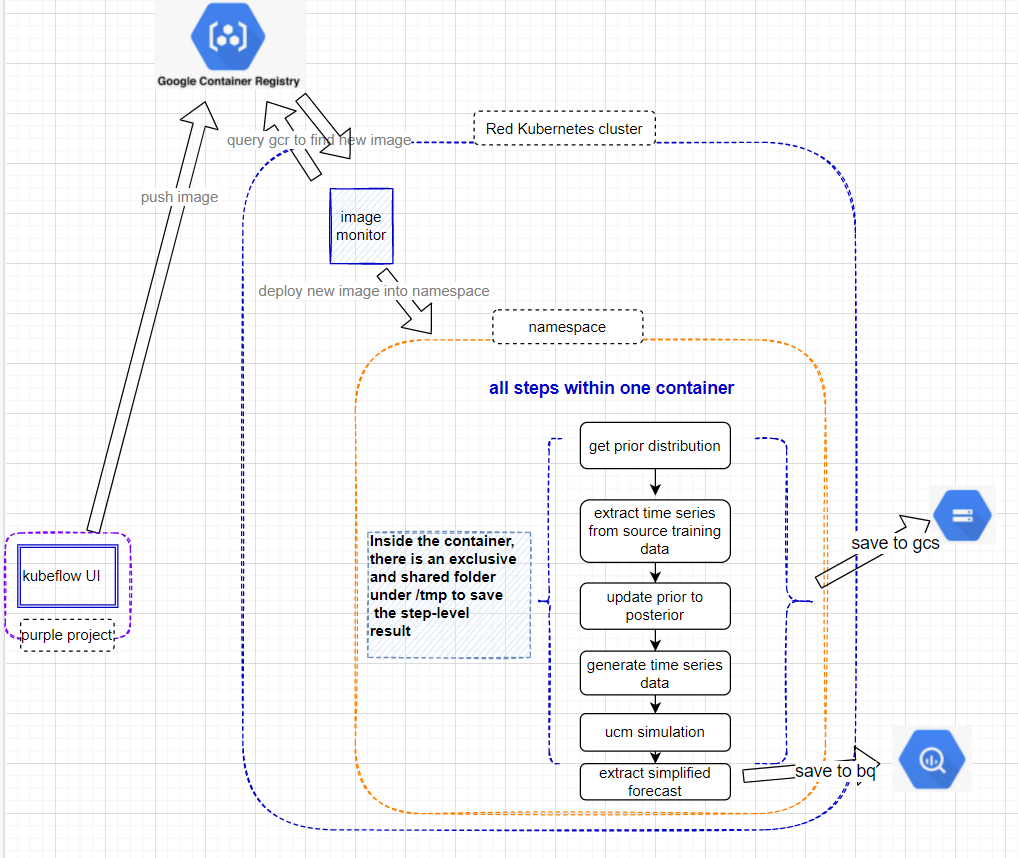 Google Container Registry
query gcr to find new image
Red Kubernetes cluster
push image
image
monitor
deploy new image into namespace
namespace
all steps within one container
get prior distribution
extract time series
from source training
data
Inside the container,
there is an exclusive
and shared folder
under /tmp to save
the step-level
result
save to gcs
kubeflow UI
update prior to
posterior
purple project
generate time series
data
ucm simulation
extract simplified
forecast
save to bq